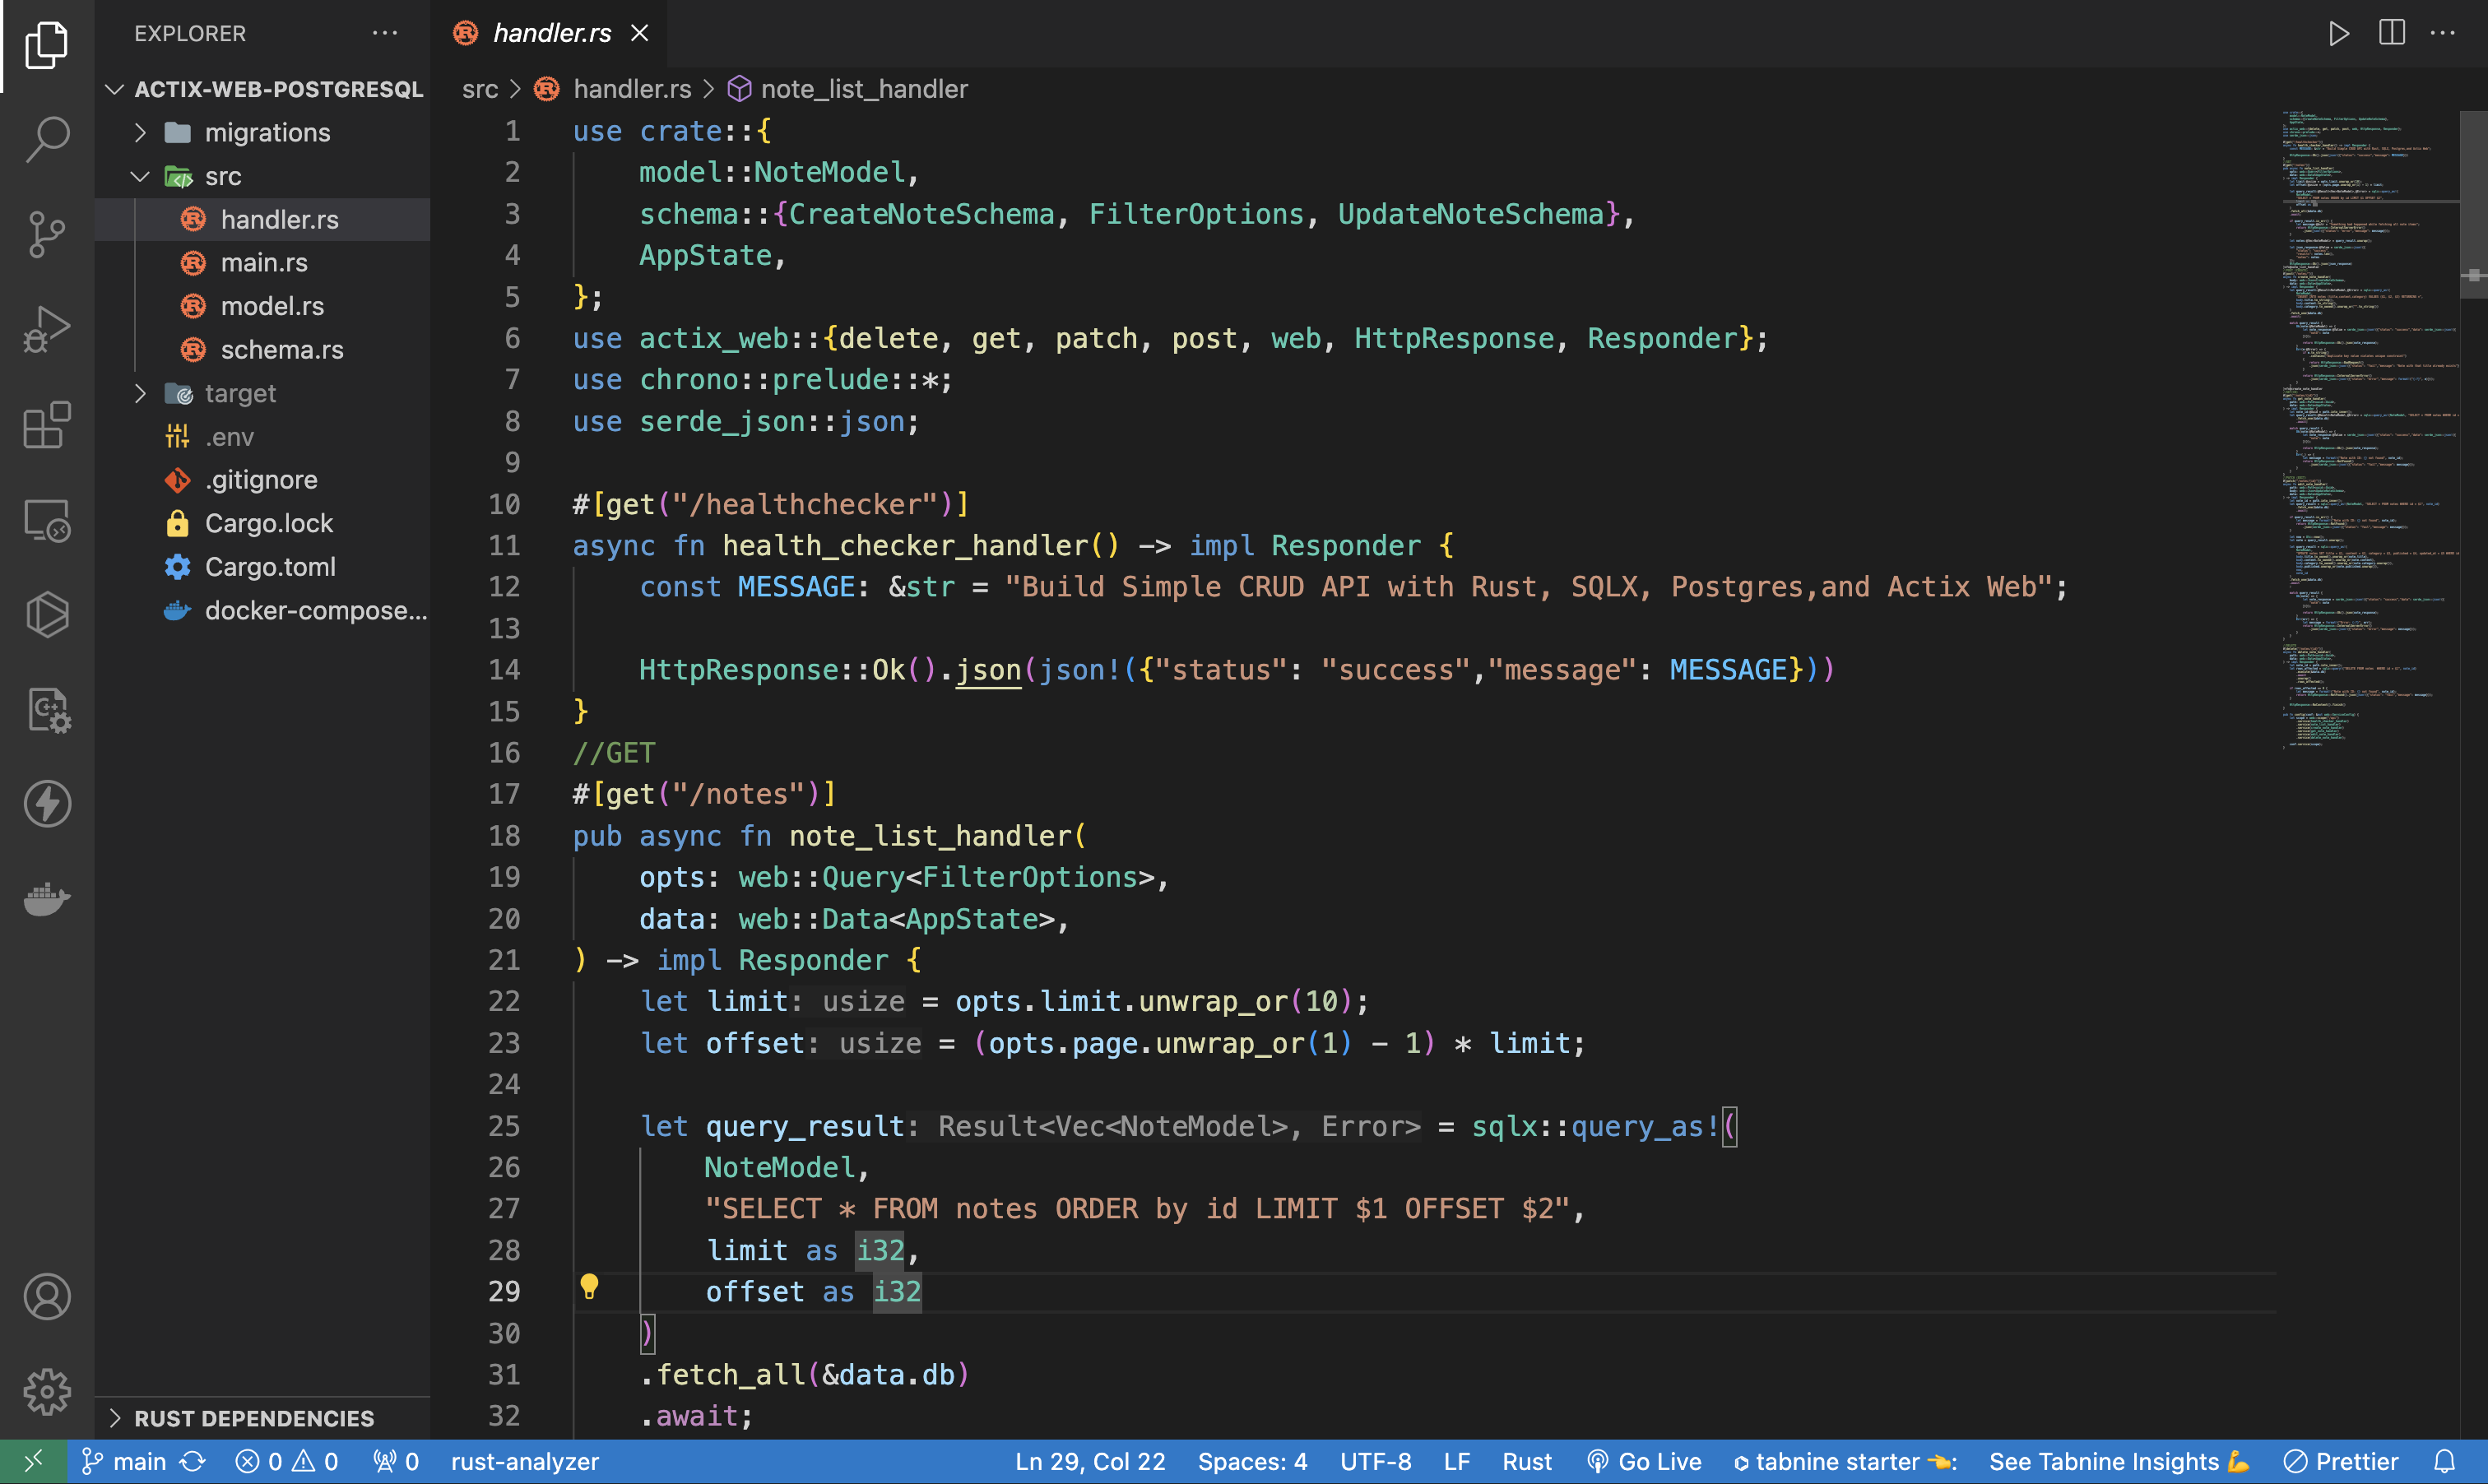 EXPLORER
ACTIX-WEB-POSTGRESQL
migrations
src
handler.rs
main.rs
model.rs
schema.rs
target
.env
.gitignore
Cargo.lock
Cargo.toml
docker-compose...
RUST DEPENDENCIES
handler.rs
src > handler.rs > note_list_handler
1 use crate::{
2     model::NoteModel,
3     schema::{CreateNoteSchema, FilterOptions, UpdateNoteSchema},
4     AppState,
5 };
6 use actix_web::{delete, get, patch, post, web, HttpResponse, Responder};
7 use chrono::prelude::*;
8 use serde_json::json;
9
10 #[get("/healthchecker")]
11 async fn health_checker_handler() -> impl Responder {
12     const MESSAGE: &str = "Build Simple CRUD API with Rust, SQLX, Postgres,and Actix Web";
13
14     HttpResponse::Ok().json(json!({"status": "success","message": MESSAGE}))
15 }
16 //GET
17 #[get("/notes")]
18 pub async fn note_list_handler(
19     opts: web::Query<FilterOptions>,
20     data: web::Data<AppState>,
21 ) -> impl Responder {
22     let limit: usize = opts.limit.unwrap_or(10);
23     let offset: usize = (opts.page.unwrap_or(1) - 1) * limit;
24
25     let query_result: Result<Vec<NoteModel>, Error> = sqlx::query_as!(
26         NoteModel,
27         "SELECT * FROM notes ORDER by id LIMIT $1 OFFSET $2",
28         limit as i32,
29         offset as i32
30     )
31     .fetch_all(&data.db)
32     .await;
main 0 0 0 rust-analyzer Ln 29, Col 22 Spaces: 4 UTF-8 LF Rust Go Live tabnine starter 👈: See Tabnine Insights 💪 Prettier